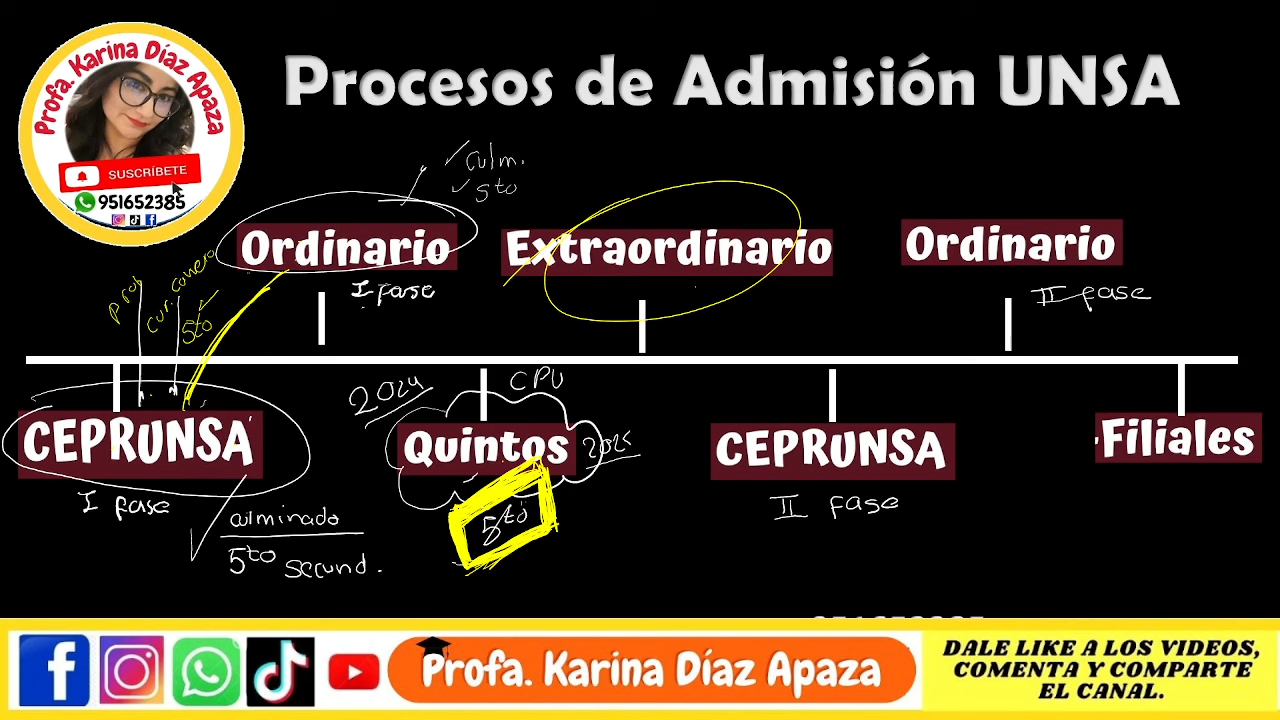 Profa. Karina Díaz Apaza
SUSCRÍBETE
951652385
Procesos de Admisión UNSA
culm.
5to
Ordinario
I fase
Extraordinario
Ordinario
II fase
Prof
5to
CEPRUNSA
I fase
culminado
5to secund.
2024
CPU
Quintos
2025
5to
CEPRUNSA
II fase
Filiales
Profa. Karina Díaz Apaza
DALE LIKE A LOS VIDEOS,
COMENTA Y COMPARTE
EL CANAL.